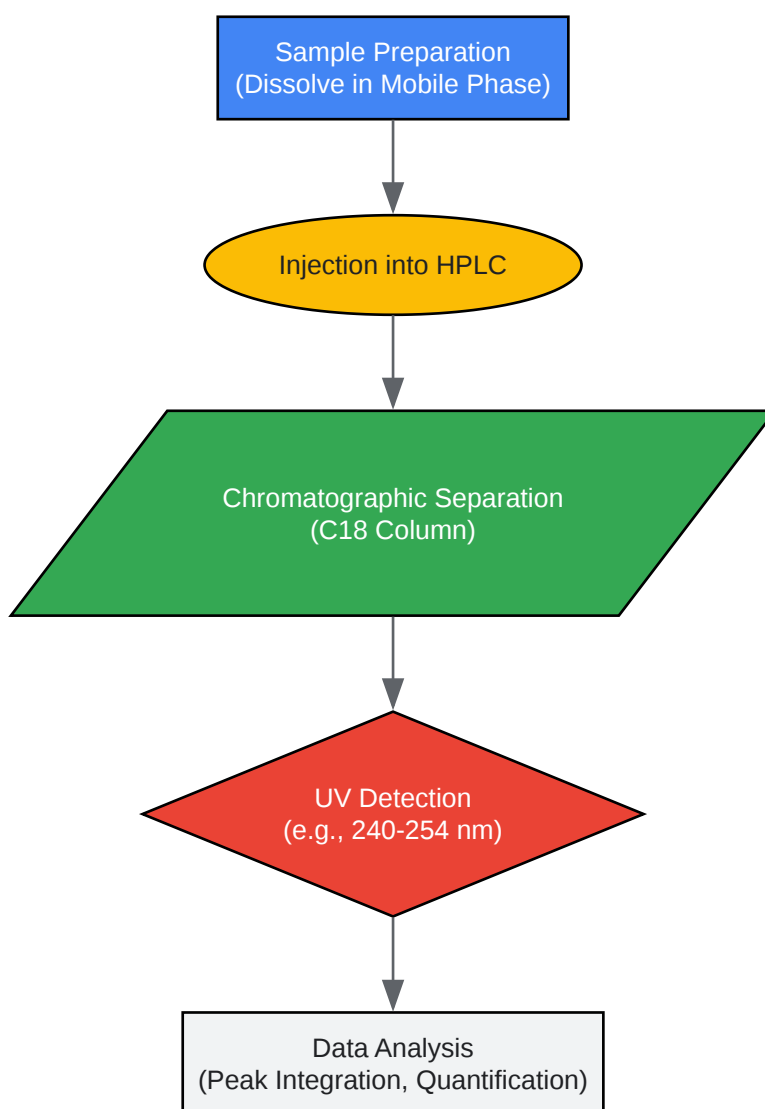 Sample Preparation
(Dissolve in Mobile Phase)
Injection into HPLC
Chromatographic Separation
(C18 Column)
UV Detection
(e.g., 240-254 nm)
Data Analysis
(Peak Integration, Quantification)